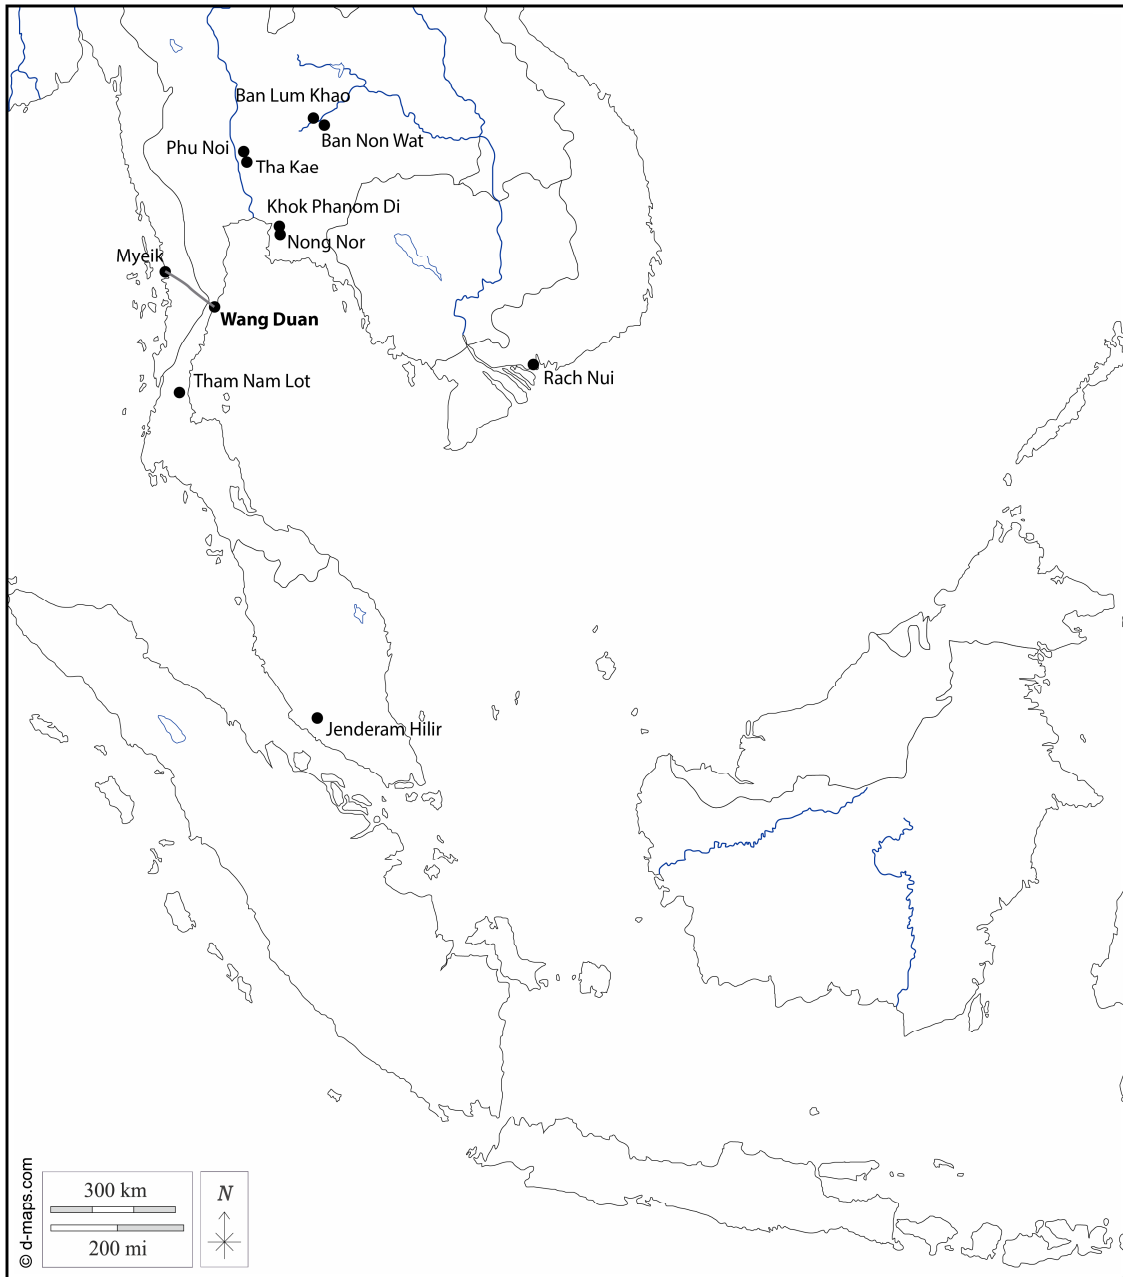 Ban Lum Khao
Ban Non Wat
Phu Noi
Tha Kae
Khok Phanom Di
Nong Nor
Myeik
Wang Duan
Rach Nui
Tham Nam Lot
Jenderam Hilir
© d-maps.com
300 km
200 mi
N